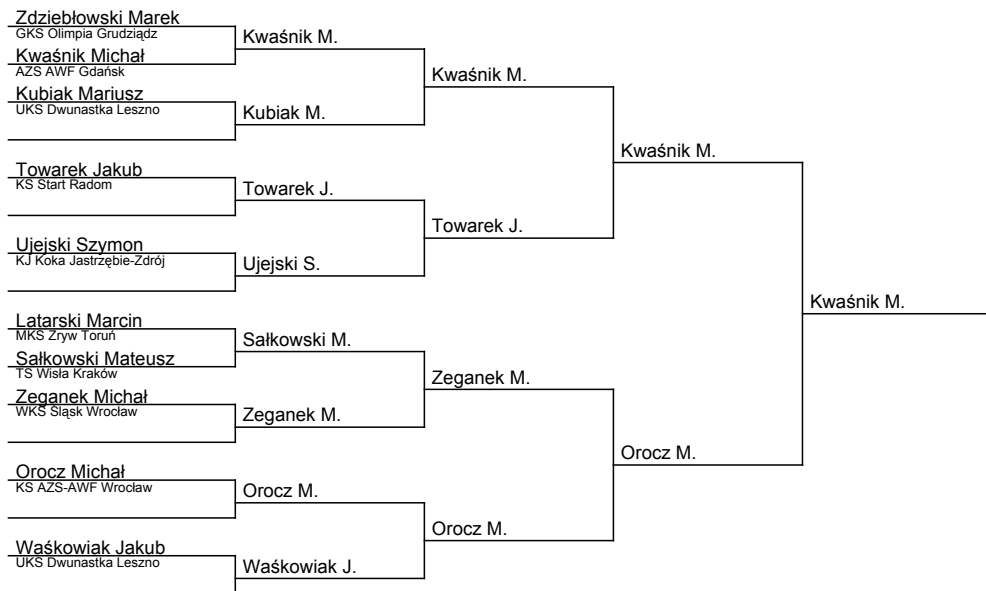 Zdziebłowski Marek
GKS Olimpia Grudziądz
Kwaśnik M.
Kwaśnik Michał
AZS AWF Gdańsk
Kwaśnik M.
Kubiak Mariusz
UKS Dwunastka Leszno
Kubiak M.
Kwaśnik M.
Towarek Jakub
KS Start Radom
Towarek J.
Towarek J.
Ujejski Szymon
KJ Koka Jastrzębie-Zdrój
Ujejski S.
Kwaśnik M.
Latarski Marcin
MKS Zryw Toruń
Sałkowski M.
Sałkowski Mateusz
TS Wisła Kraków
Zeganek M.
Zeganek Michał
WKS Śląsk Wrocław
Zeganek M.
Orocz M.
Orocz Michał
KS AZS-AWF Wrocław
Orocz M.
Orocz M.
Waśkowiak Jakub
UKS Dwunastka Leszno
Waśkowiak J.